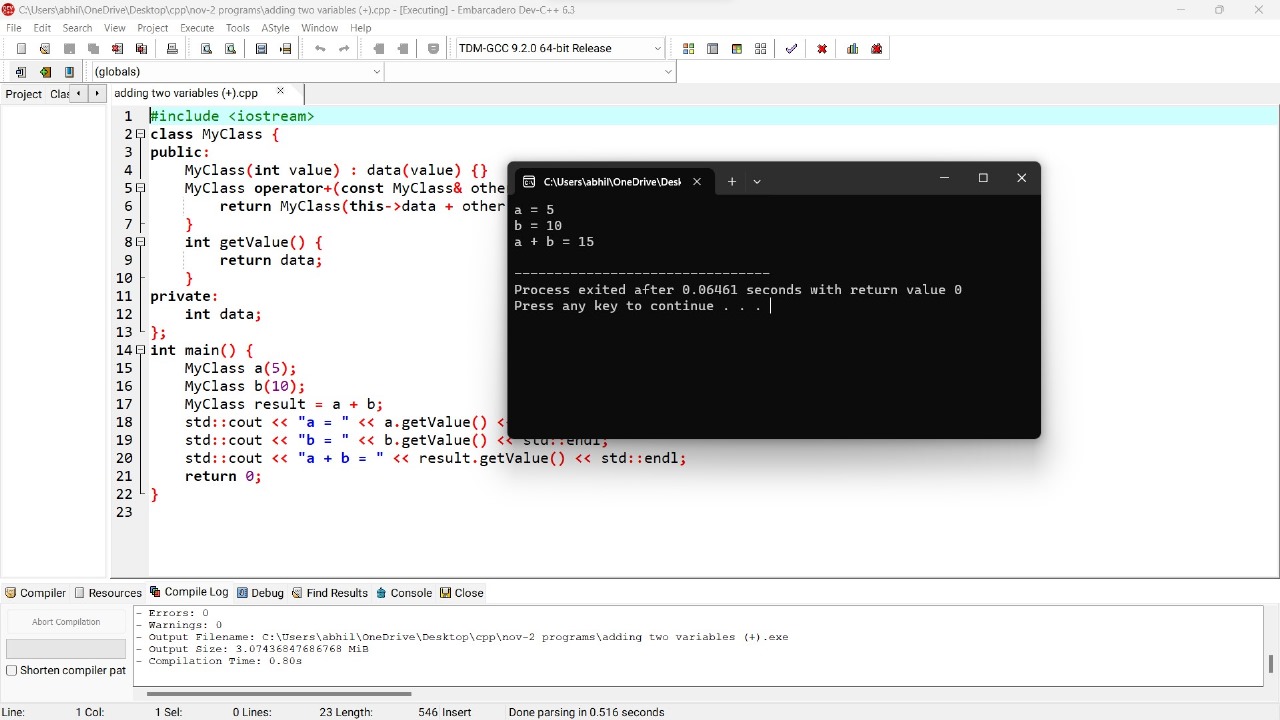 C:\Users\abhil\OneDrive\Desktop\cpp\nov-2 programs\adding two variables (+).cpp - [Executing] - Embarcadero Dev-C++ 6.3
File Edit Search View Project Execute Tools AStyle Window Help
TDM-GCC 9.2.0 64-bit Release
(globals)
Project Clas adding two variables (+).cpp
1 #include <iostream>
2 class MyClass {
3 public:
4 MyClass(int value) : data(value) {}
5 MyClass operator+(const MyClass& othe
6 return MyClass(this->data + other
7 }
8 int getValue() {
9 return data;
10 }
11 private:
12 int data;
13 };
14 int main() {
15 MyClass a(5);
16 MyClass b(10);
17 MyClass result = a + b;
18 std::cout << "a = " << a.getValue() <
19 std::cout << "b = " << b.getValue() << std::endl;
20 std::cout << "a + b = " << result.getValue() << std::endl;
21 return 0;
22 }
23
C:\Users\abhil\OneDrive\Desl
a = 5
b = 10
a + b = 15
--------------------------------
Process exited after 0.06461 seconds with return value 0
Press any key to continue . . .
Compiler Resources Compile Log Debug Find Results Console Close
Abort Compilation
Shorten compiler pat
- Errors: 0
- Warnings: 0
- Output Filename: C:\Users\abhil\OneDrive\Desktop\cpp\nov-2 programs\adding two variables (+).exe
- Output Size: 3.07436847686768 MiB
- Compilation Time: 0.80s
Line: 1 Col: 1 Sel: 0 Lines: 23 Length: 546 Insert Done parsing in 0.516 seconds